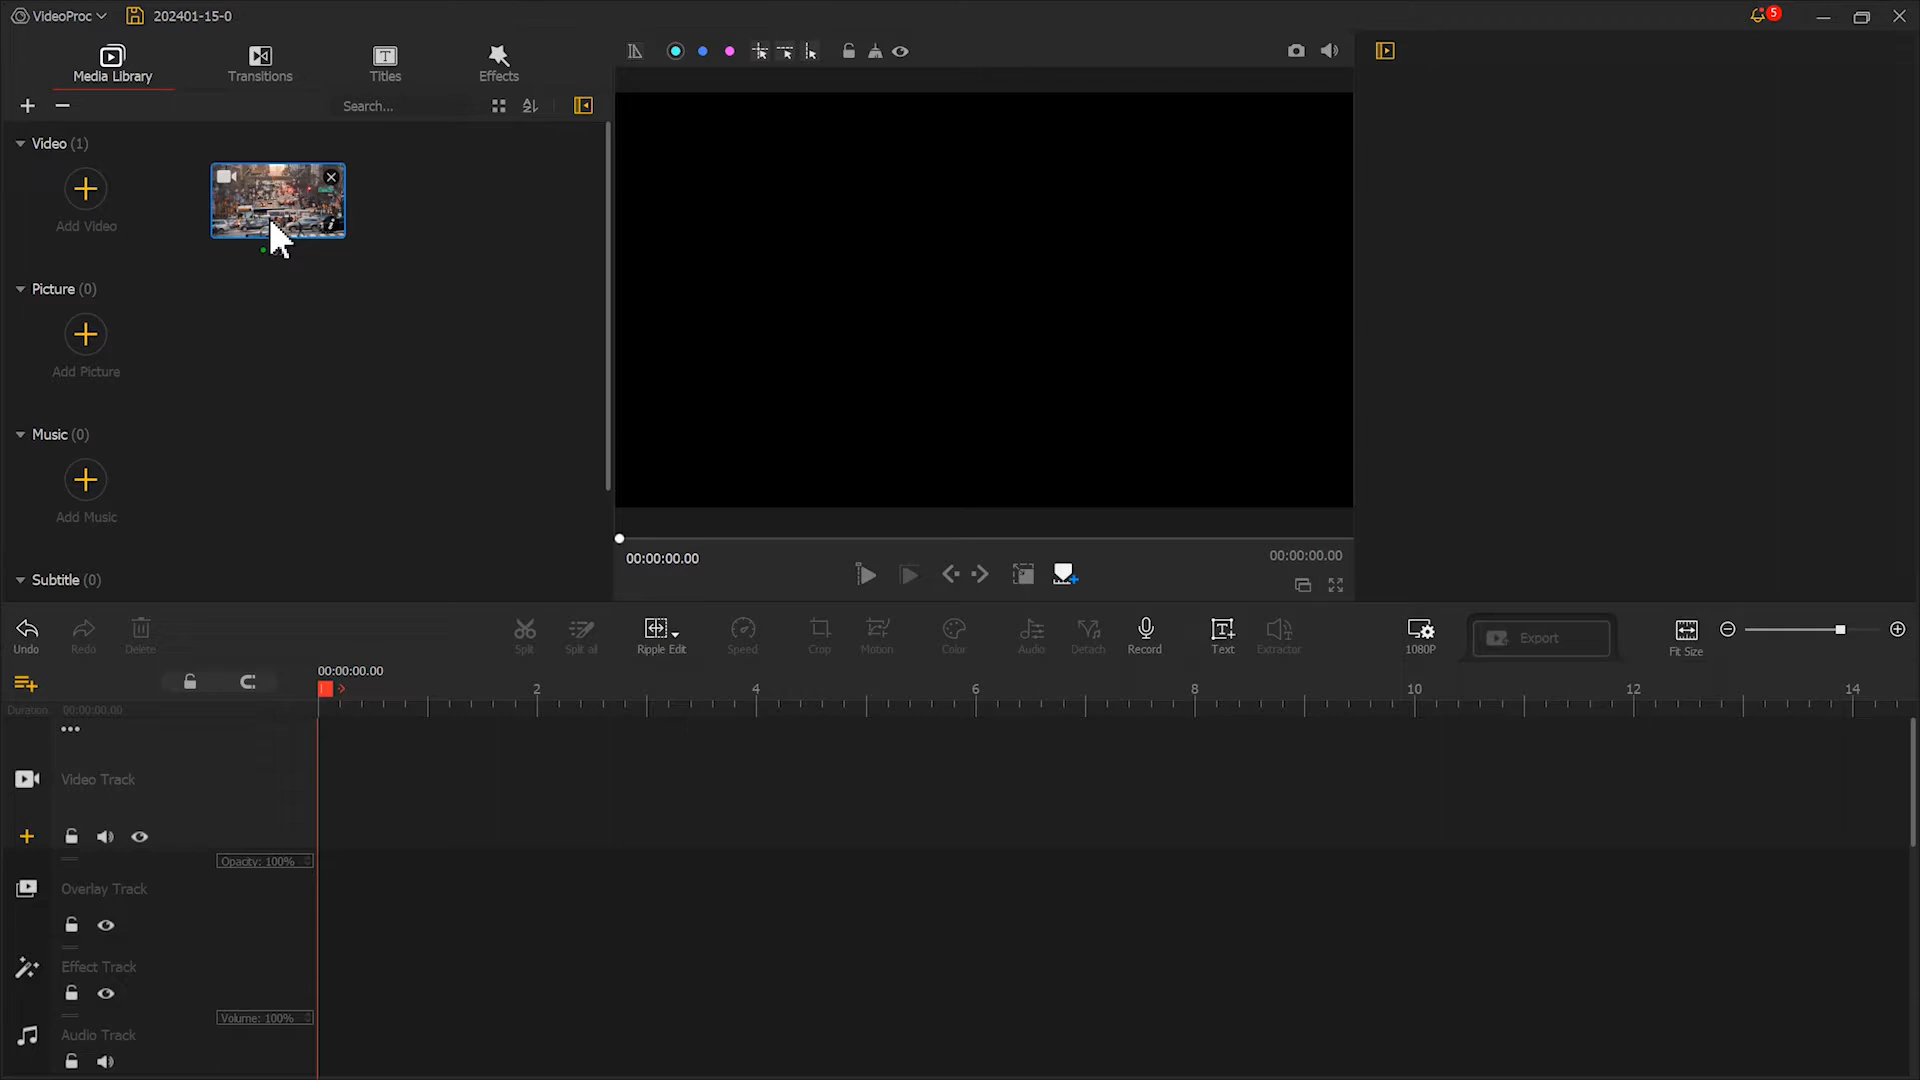 VideoProc
202401-15-0
5
Media Library
Transitions
Titles
Effects
Search...
Video (1)
Add Video
Picture (0)
Add Picture
Music (0)
Add Music
Subtitle (0)
00:00:00.00
00:00:00.00
Undo
Redo
Delete
Split
Split all
Ripple Edit
Speed
Crop
Motion
Color
Audio
Detach
Record
Text
Extractor
1080P
Export
Fit Size
00:00:00.00
2
4
6
8
10
12
14
Duration 00:00:00.00
Video Track
Opacity: 100%
Overlay Track
Effect Track
Volume: 100%
Audio Track